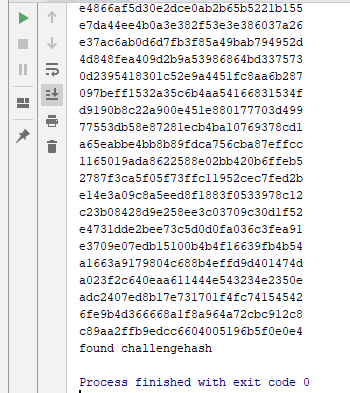 e4866af5d30e2dce0ab2b65b5221b155
e7da44ee4b0a3e382f53e3e386037a26
e37ac6ab0d6d7fb3f85a49bab794952d
4d848fea409d2b9a53986864bd337573
0d2395418301c52e9a4451fc8aa6b287
097beff1532a35c6b4aa54166831534f
d9190b8c22a900e451e880177703d499
77553db58e87281ecb4ba10769378cd1
a65eabbe4bb8b89fdca756cba87effcc
1165019ada8622588e02bb420b6ffeb5
2787f3ca5f05f73ffc11952cec7fed2b
e14e3a09c8a5eed8f1883f0533978c12
c23b08428d9e258ee3c03709c30d1f52
e4731dde2bee73c5d0d0fa036c3fea91
e3709e07edb15100b4b4f16639fb4b54
a1663a9179804c688b4effd9d401474d
a023f2c640eaa611444e543234e2350e
adc2407ed8b17e731701f4fc74154542
6fe9b4d366668a1f8a964a72cbc912c8
c89aa2ffb9edcc6604005196b5f0e0e4
found challengehash
Process finished with exit code 0